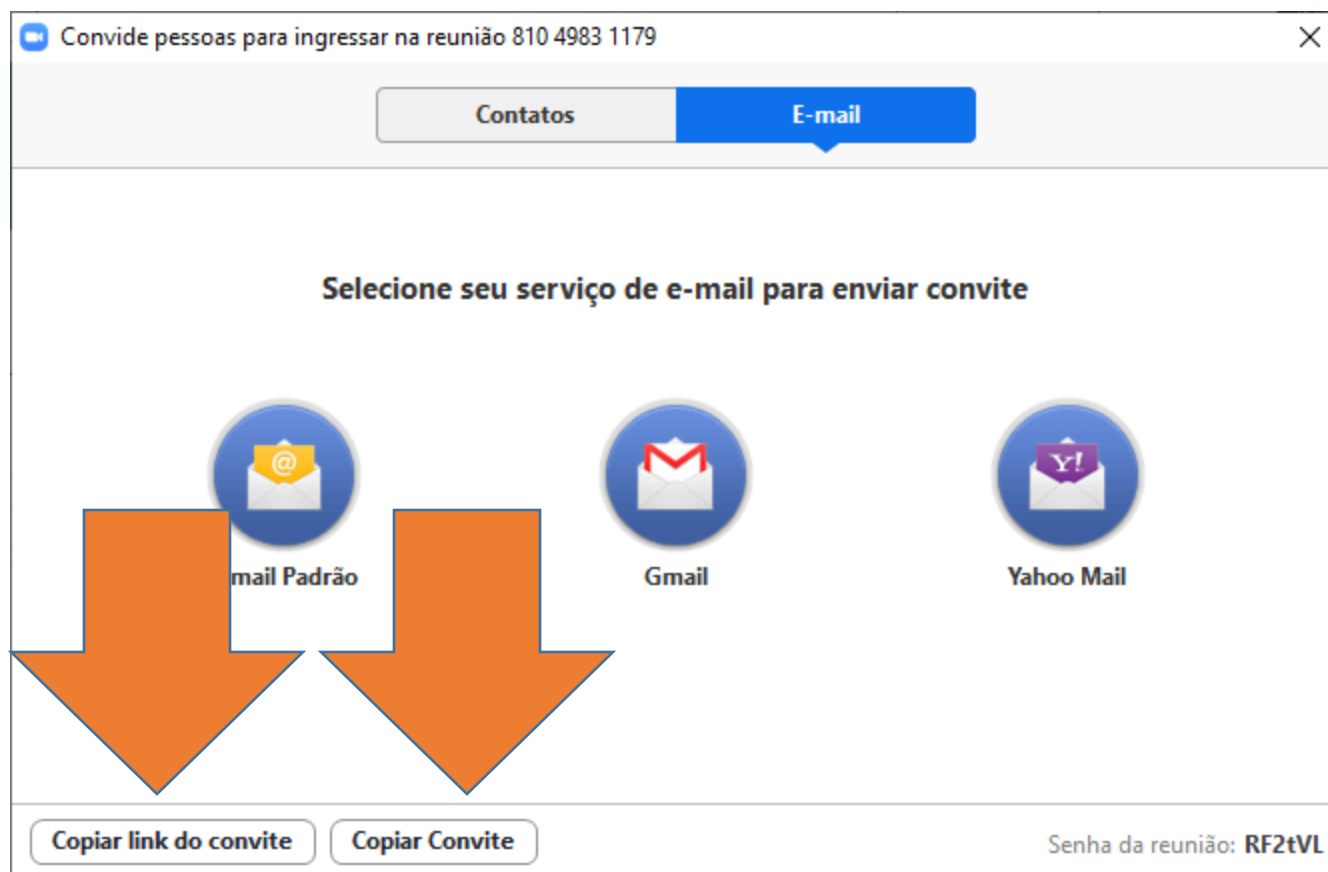 Convide pessoas para ingressar na reunião 810 4983 1179
Contatos
E-mail
Selecione seu serviço de e-mail para enviar convite
@
Y!
mail Padrão
Gmail
Yahoo Mail
Copiar link do convite
Copiar Convite
Senha da reunião: RF2tVL